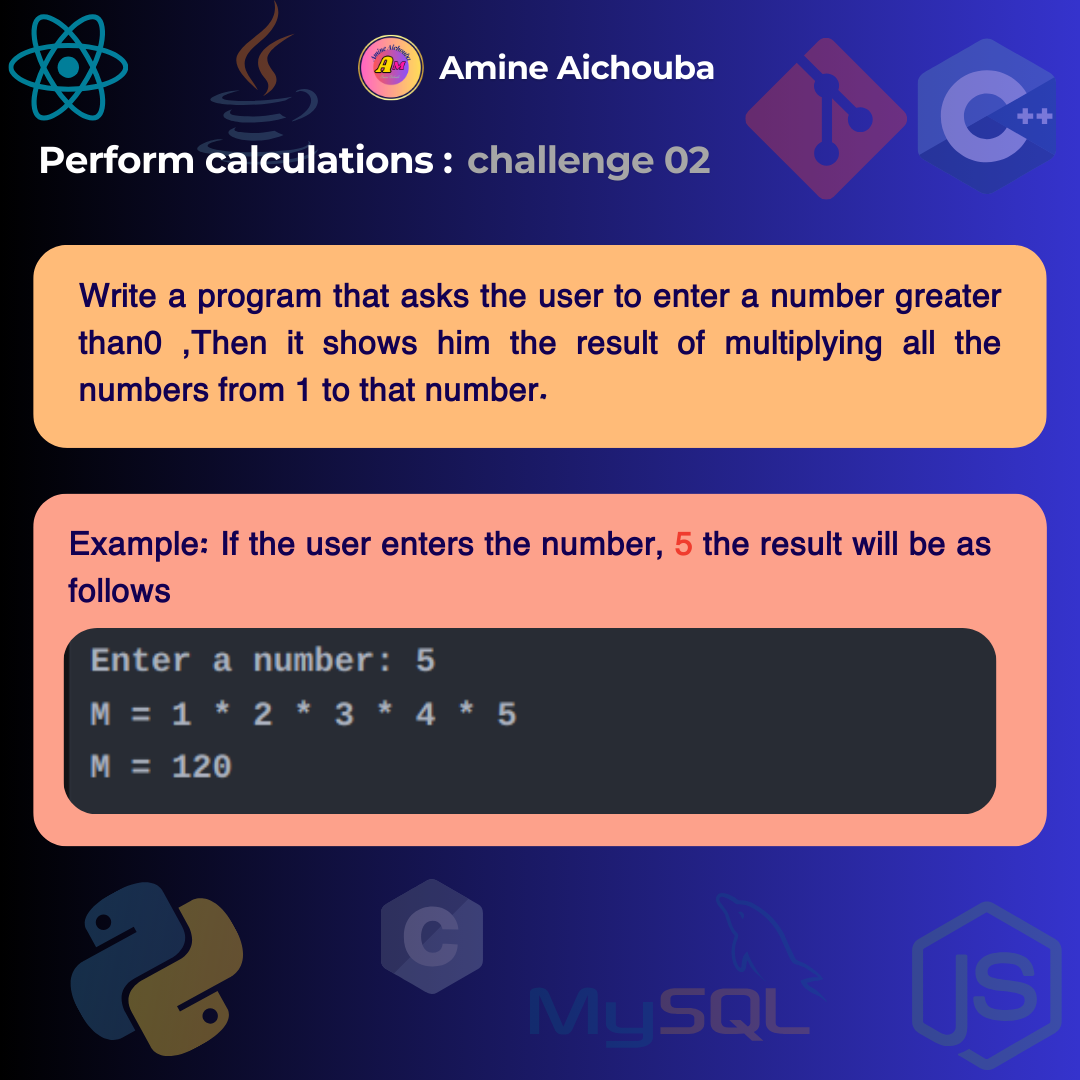 Amine Aichouba
Amine Aichouba
AM
Perform calculations : challenge 02
C ++
Write a program that asks the user to enter a number greater
than0 ,Then it shows him the result of multiplying all the
numbers from 1 to that number.
Example: If the user enters the number, 5 the result will be as
follows
Enter a number: 5
M = 1 * 2 * 3 * 4 * 5
M = 120
C
MySQL
JS